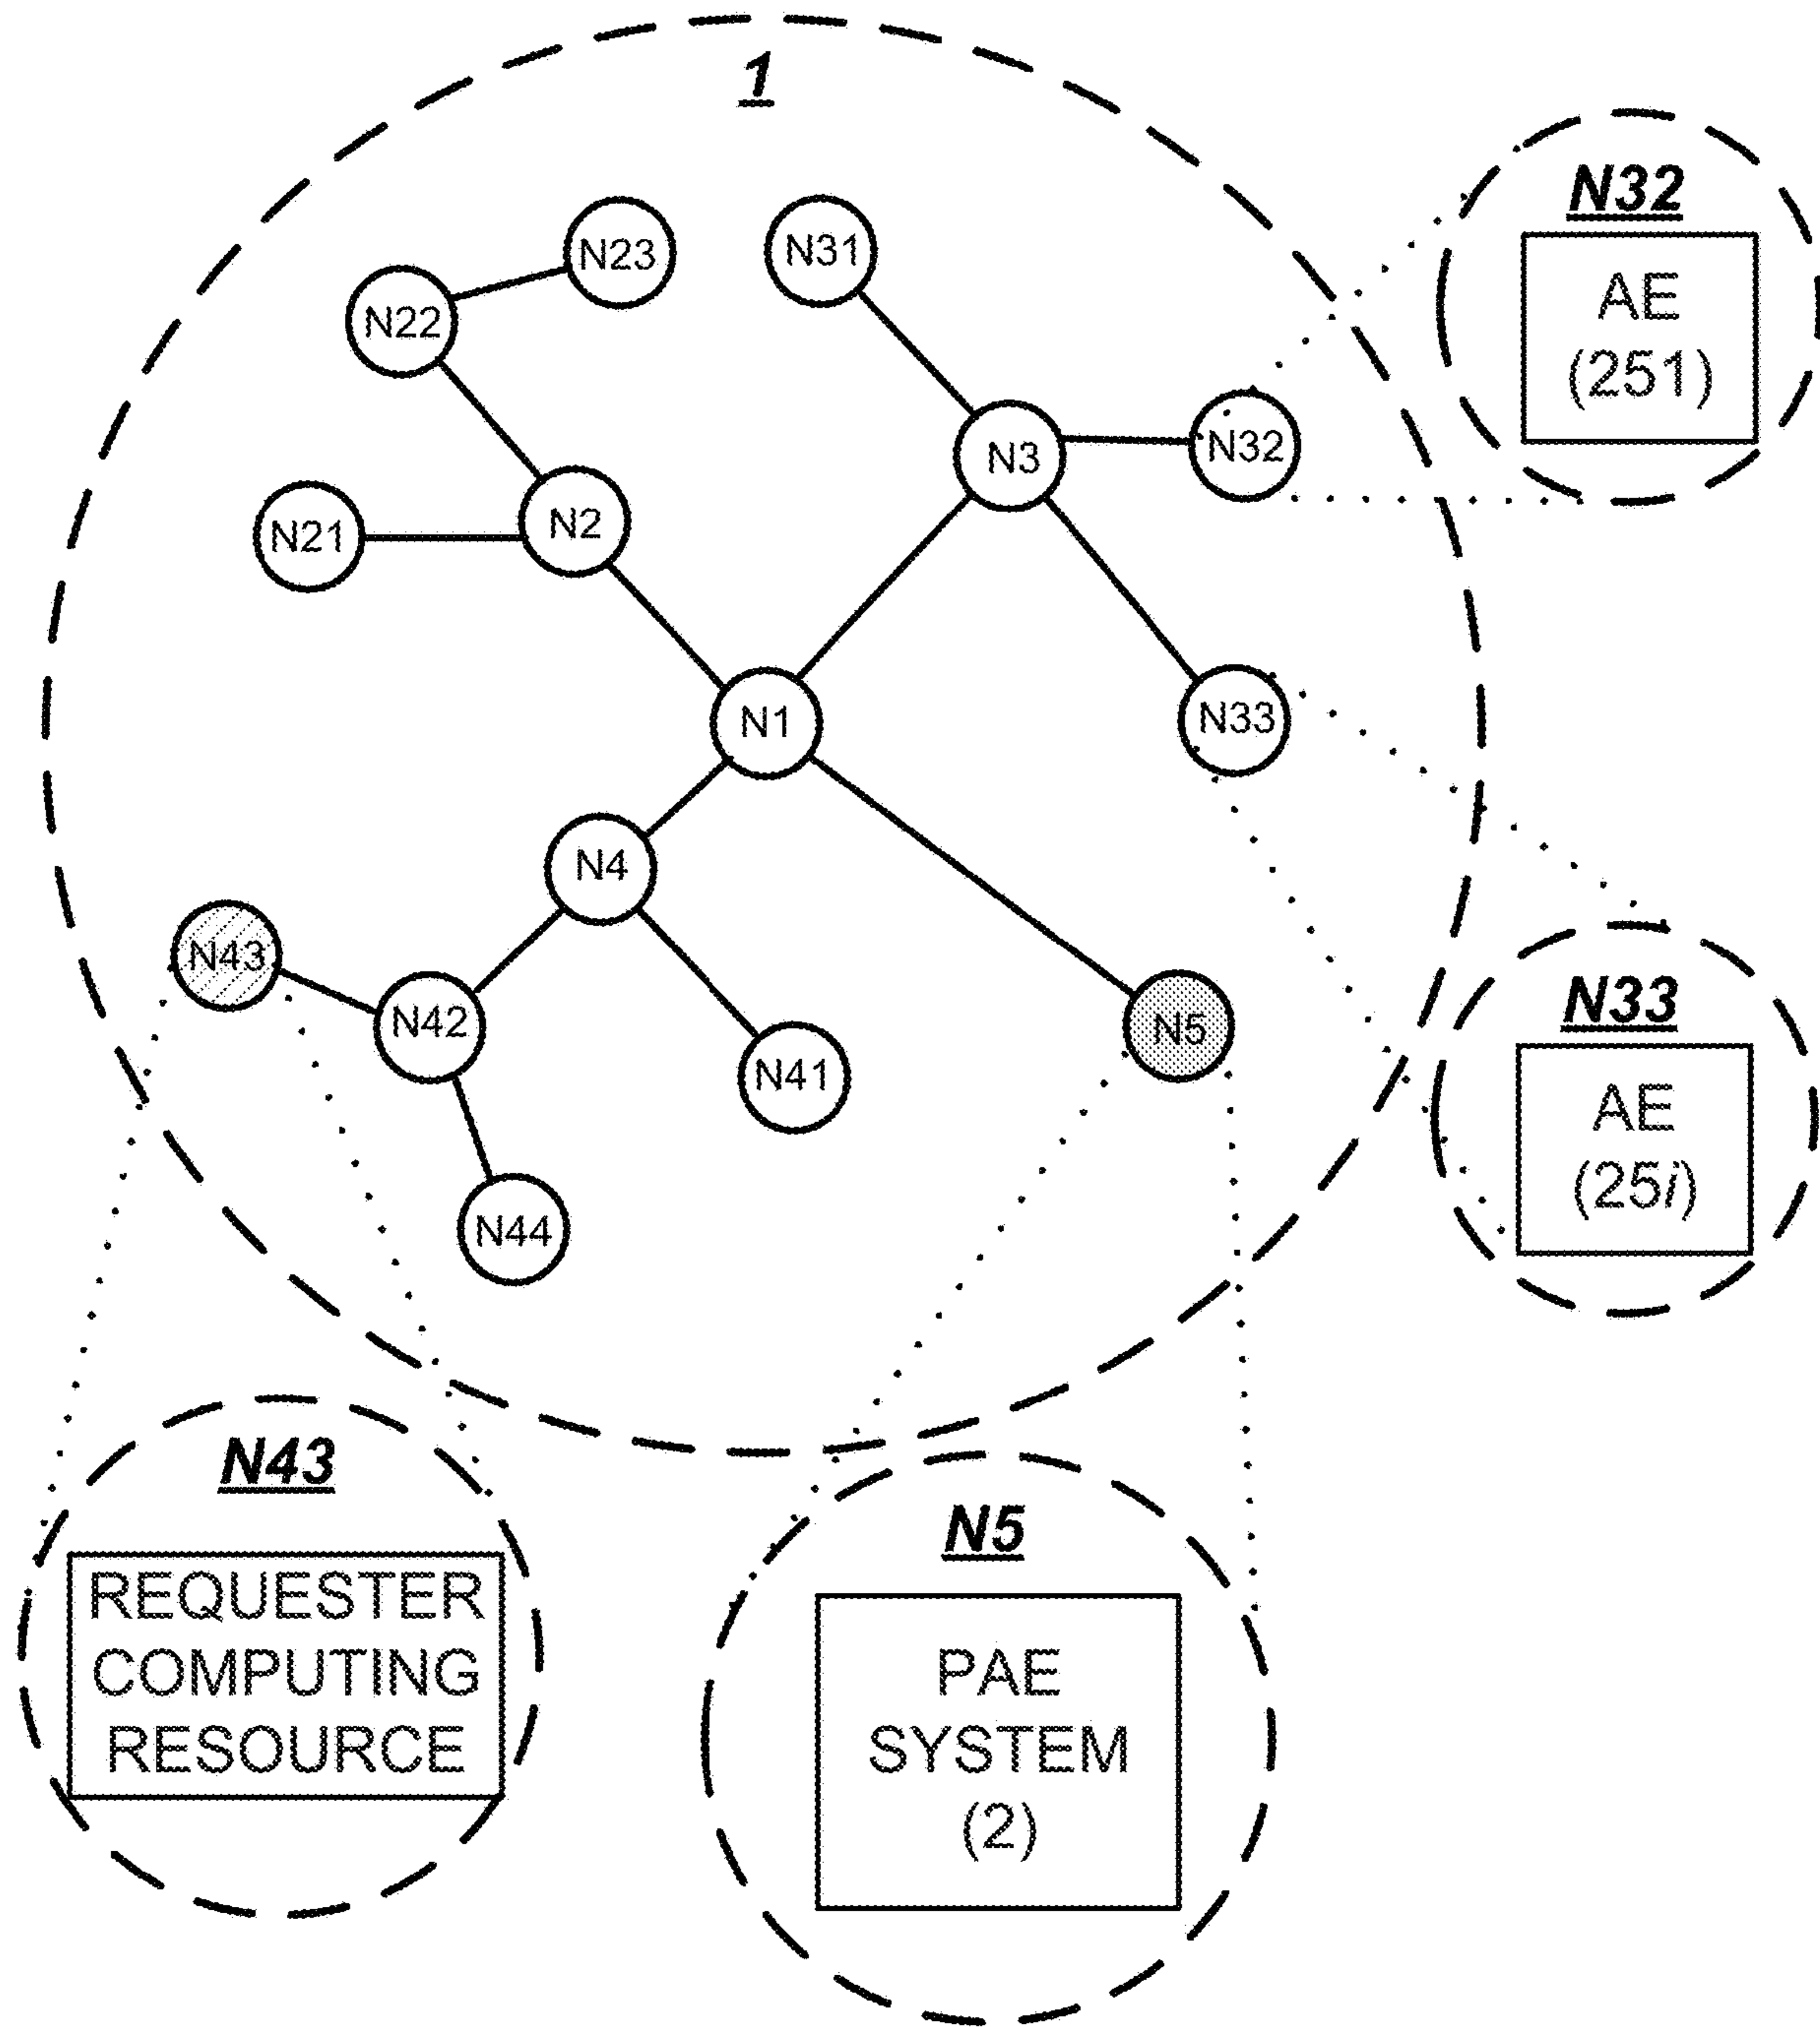 1
N32
AE
(251)
N23
N31
N22
N3
N32
N2
N21
N1
N33
N4
N43
N42
N5
N41
N33
AE
(25i)
N44
N43
REQUESTER
COMPUTING
RESOURCE
N5
PAE
SYSTEM
(2)